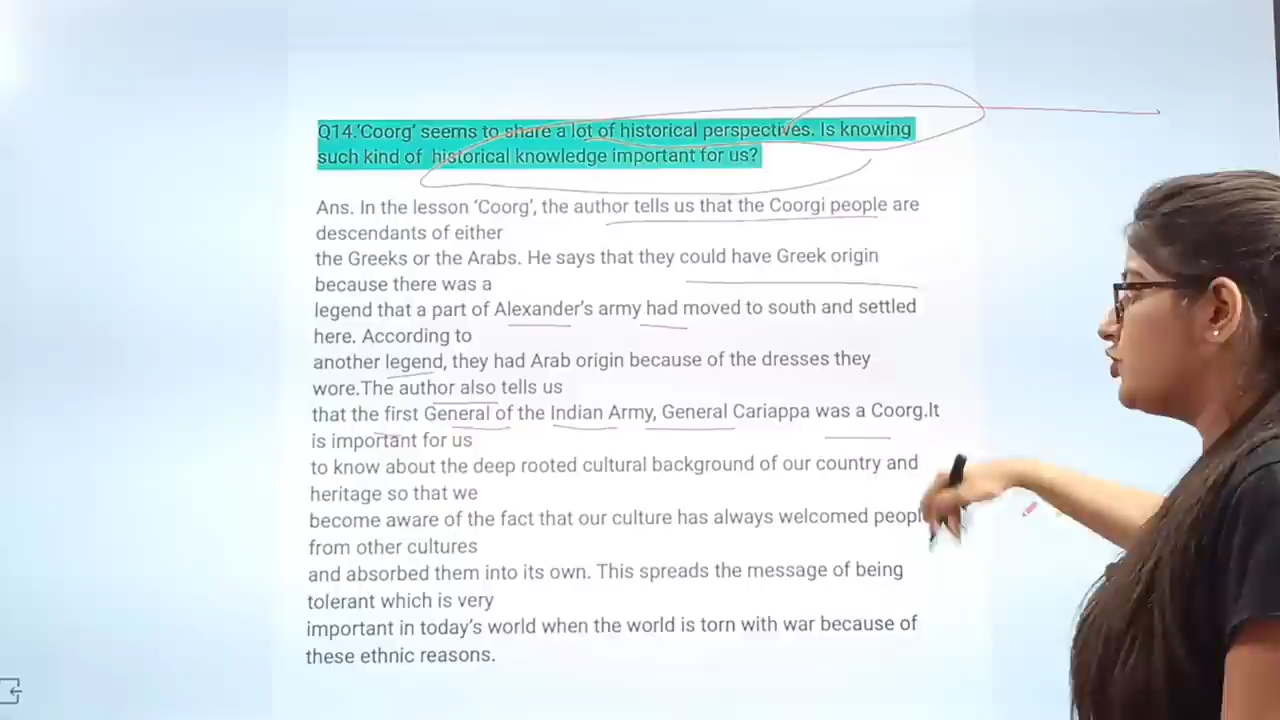 Q14.'Coorg' seems to share a lot of historical perspectives. Is knowing
such kind of historical knowledge important for us?
Ans. In the lesson 'Coorg', the author tells us that the Coorgi people are
descendants of either
the Greeks or the Arabs. He says that they could have Greek origin
because there was a
legend that a part of Alexander's army had moved to south and settled
here. According to
another legend, they had Arab origin because of the dresses they
wore.The author also tells us
that the first General of the Indian Army, General Cariappa was a Coorg.It
is important for us
to know about the deep rooted cultural background of our country and
heritage so that we
become aware of the fact that our culture has always welcomed peopl
from other cultures
and absorbed them into its own. This spreads the message of being
tolerant which is very
important in today's world when the world is torn with war because of
these ethnic reasons.